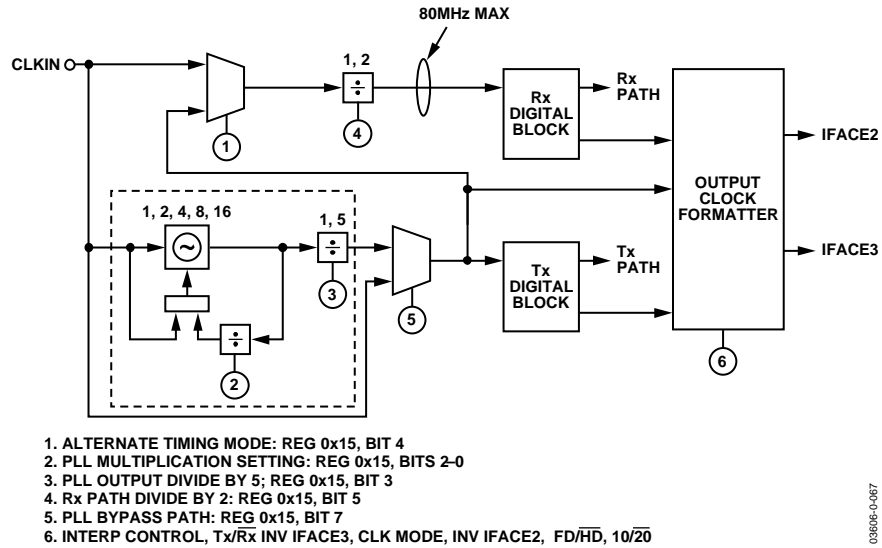 80MHz MAX
CLKIN
1, 2
÷
1
4
Rx
DIGITAL
BLOCK
Rx
PATH
OUTPUT
CLOCK
FORMATTER
IFACE2
IFACE3
1, 2, 4, 8, 16
~
1, 5
÷
3
÷
2
5
Tx
DIGITAL
BLOCK
Tx
PATH
6
1. ALTERNATE TIMING MODE: REG 0x15, BIT 4
2. PLL MULTIPLICATION SETTING: REG 0x15, BITS 2–0
3. PLL OUTPUT DIVIDE BY 5; REG 0x15, BIT 3
4. Rx PATH DIVIDE BY 2: REG 0x15, BIT 5
5. PLL BYPASS PATH: REG 0x15, BIT 7
6. INTERP CONTROL, Tx/R̅x̅ INV IFACE3, CLK MODE, INV IFACE2, FD/H̅D̅, 10/2̅0̅
03606-0-067